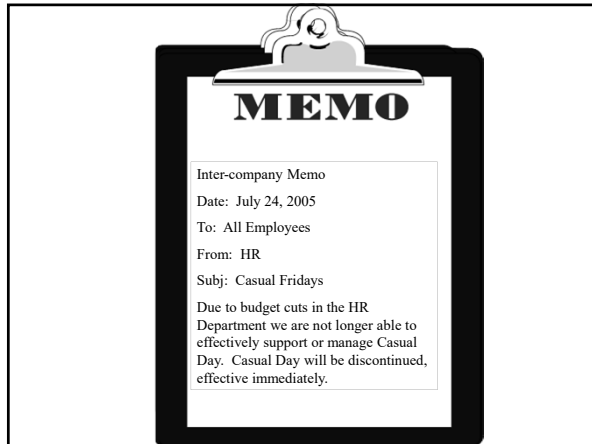 MEMO
Inter-company Memo
Date:  July 24, 2005
To:  All Employees
From:  HR
Subj:  Casual Fridays
Due to budget cuts in the HR
Department we are not longer able to
effectively support or manage Casual
Day.  Casual Day will be discontinued,
effective immediately.